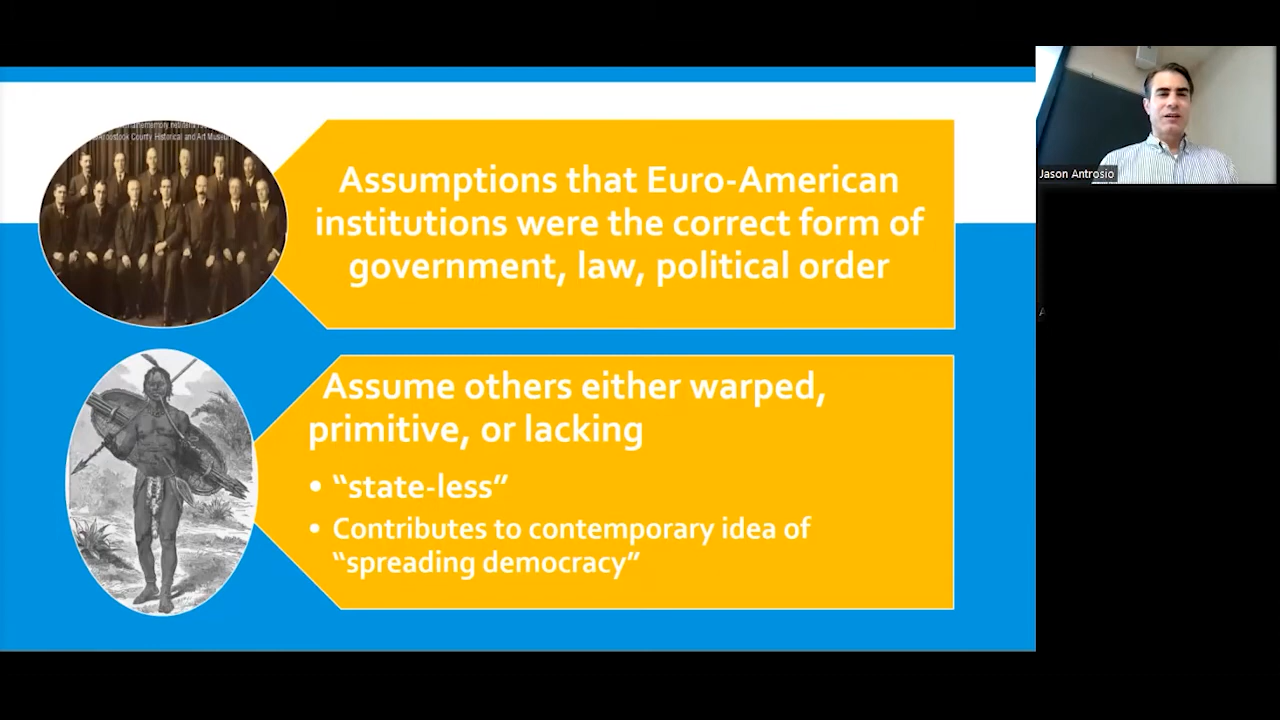 Aroostook County Historical and Art Museum
Assumptions that Euro-American
institutions were the correct form of
government, law, political order
Assume others either warped,
primitive, or lacking
• “state-less”
• Contributes to contemporary idea of
“spreading democracy”
Jason Antrosio